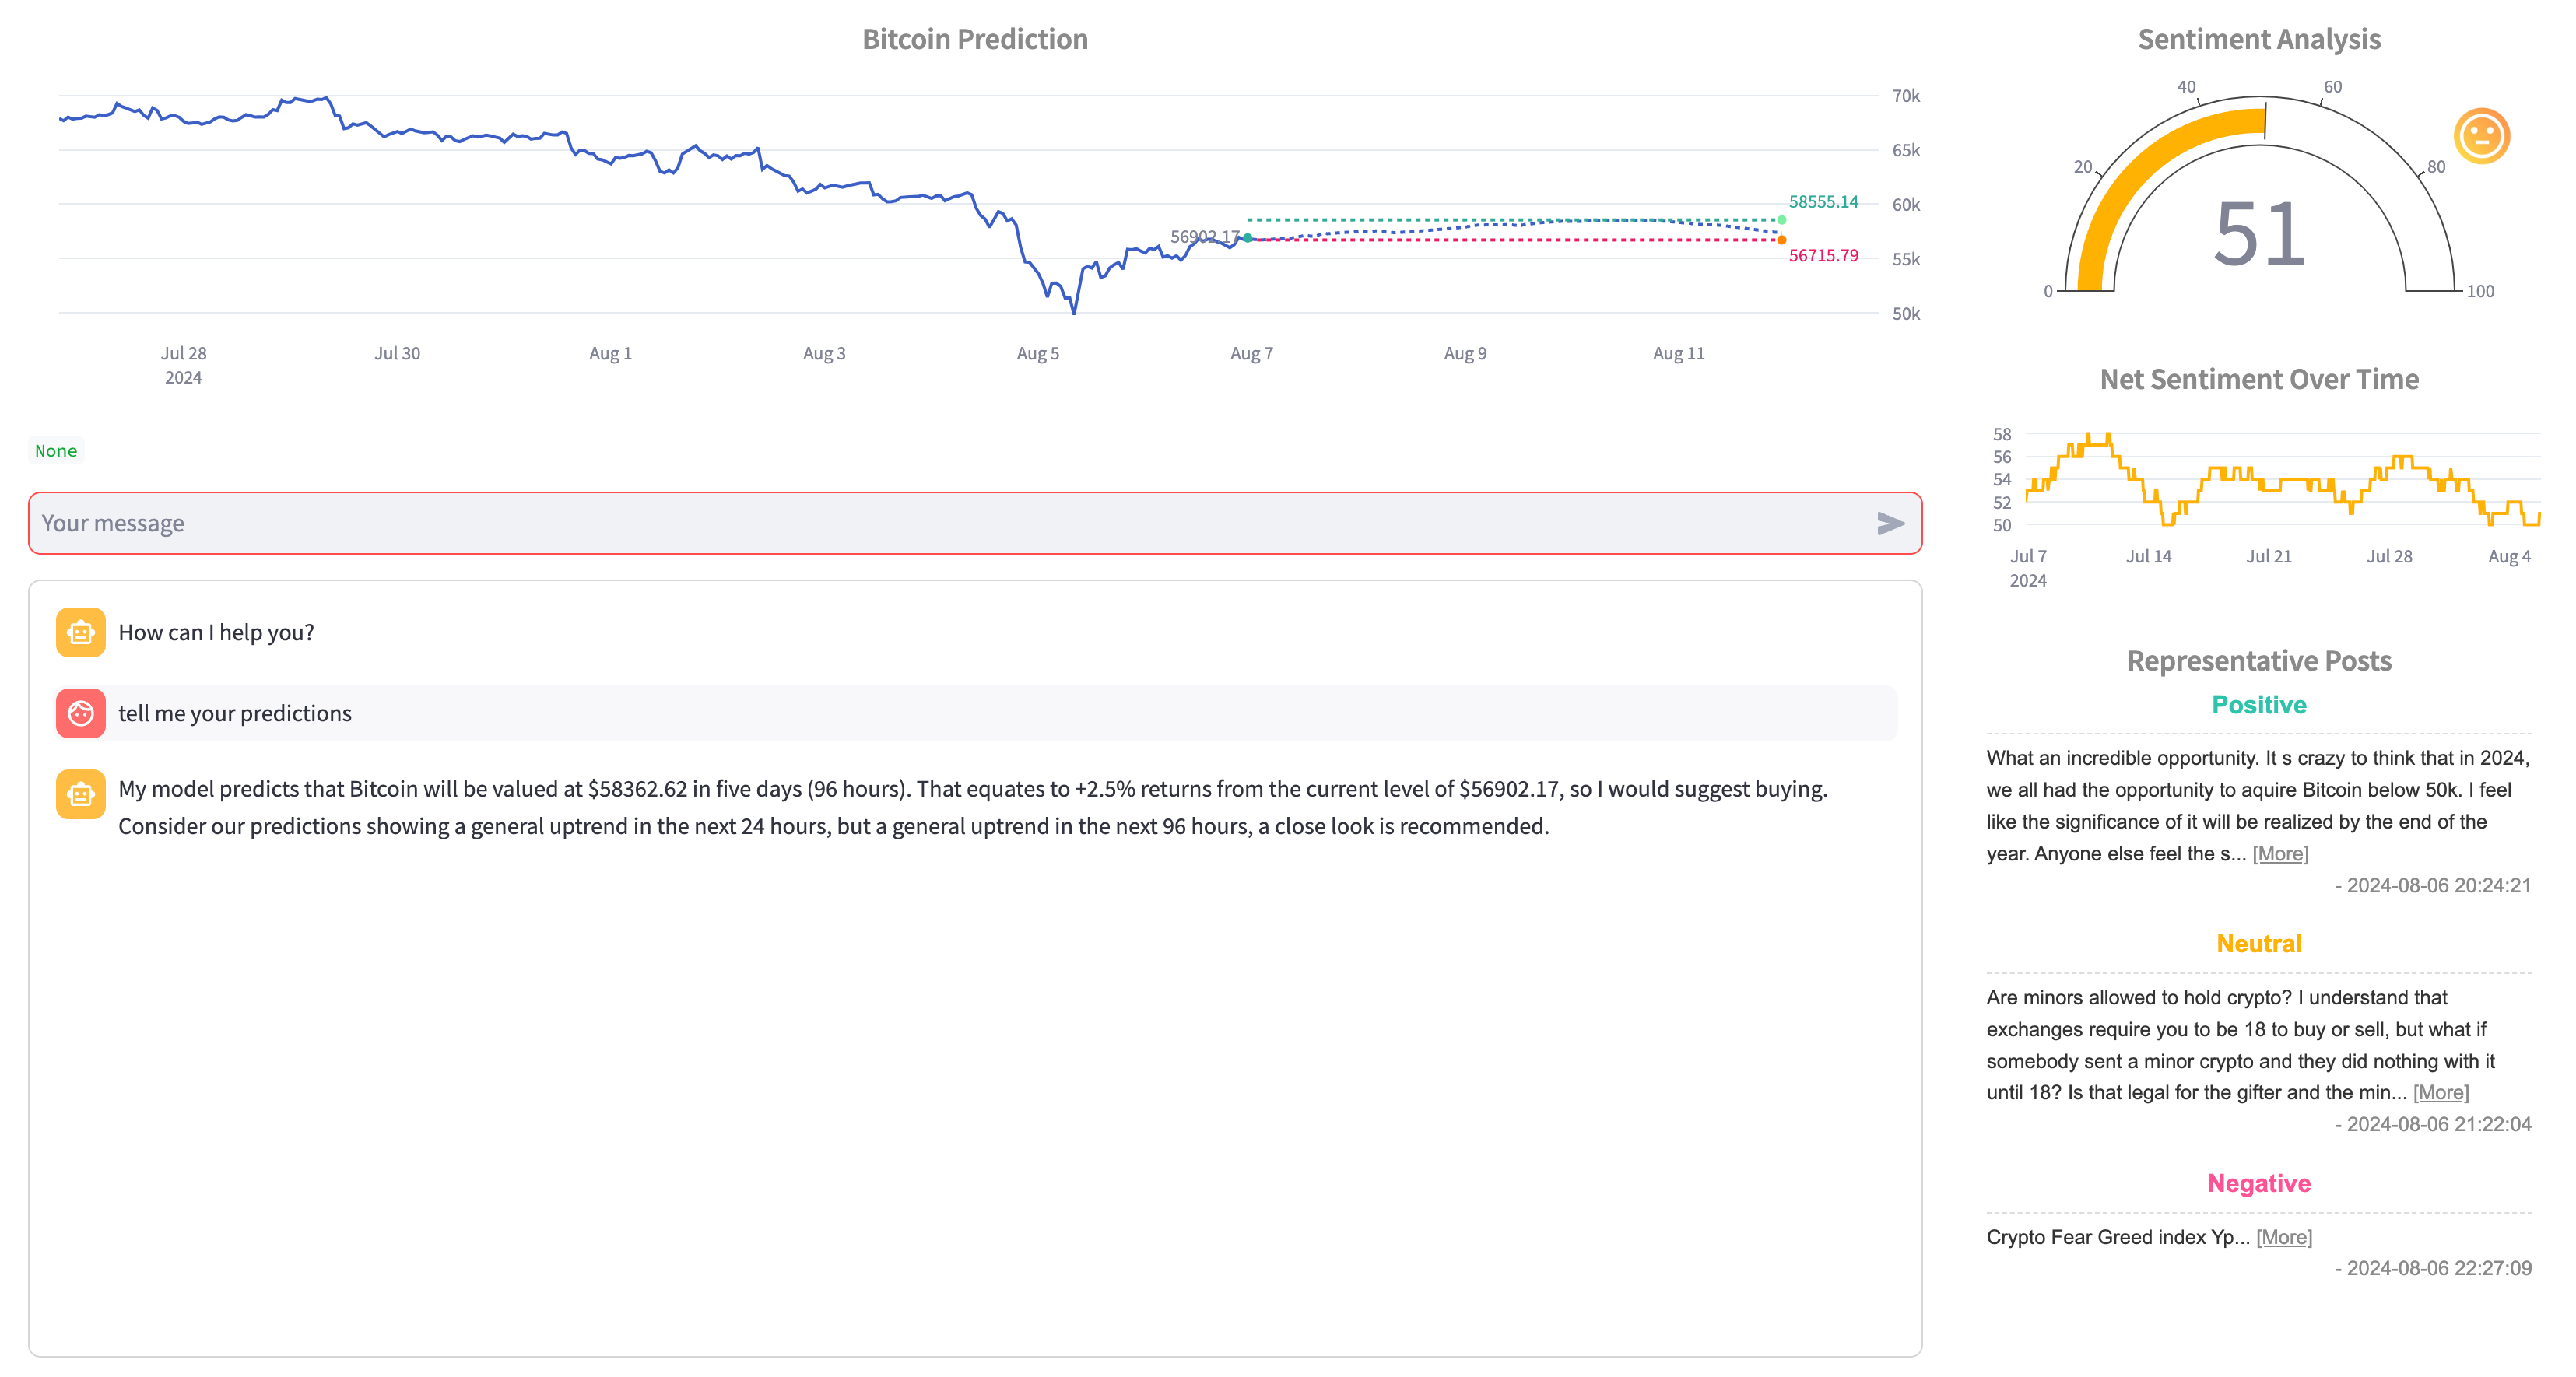 Bitcoin Prediction
70k
65k
60k
55k
50k
58555.14
56902.17
56715.79
Jul 28
2024
Jul 30
Aug 1
Aug 3
Aug 5
Aug 7
Aug 9
Aug 11
None
Your message
How can I help you?
tell me your predictions
My model predicts that Bitcoin will be valued at $58362.62 in five days (96 hours). That equates to +2.5% returns from the current level of $56902.17, so I would suggest buying.
Consider our predictions showing a general uptrend in the next 24 hours, but a general uptrend in the next 96 hours, a close look is recommended.
Sentiment Analysis
0
20
40
60
80
100
51
Net Sentiment Over Time
58
56
54
52
50
Jul 7
2024
Jul 14
Jul 21
Jul 28
Aug 4
Representative Posts
Positive
What an incredible opportunity. It s crazy to think that in 2024,
we all had the opportunity to aquire Bitcoin below 50k. I feel
like the significance of it will be realized by the end of the
year. Anyone else feel the s... [More]
- 2024-08-06 20:24:21
Neutral
Are minors allowed to hold crypto? I understand that
exchanges require you to be 18 to buy or sell, but what if
somebody sent a minor crypto and they did nothing with it
until 18? Is that legal for the gifter and the min... [More]
- 2024-08-06 21:22:04
Negative
Crypto Fear Greed index Yp... [More]
- 2024-08-06 22:27:09